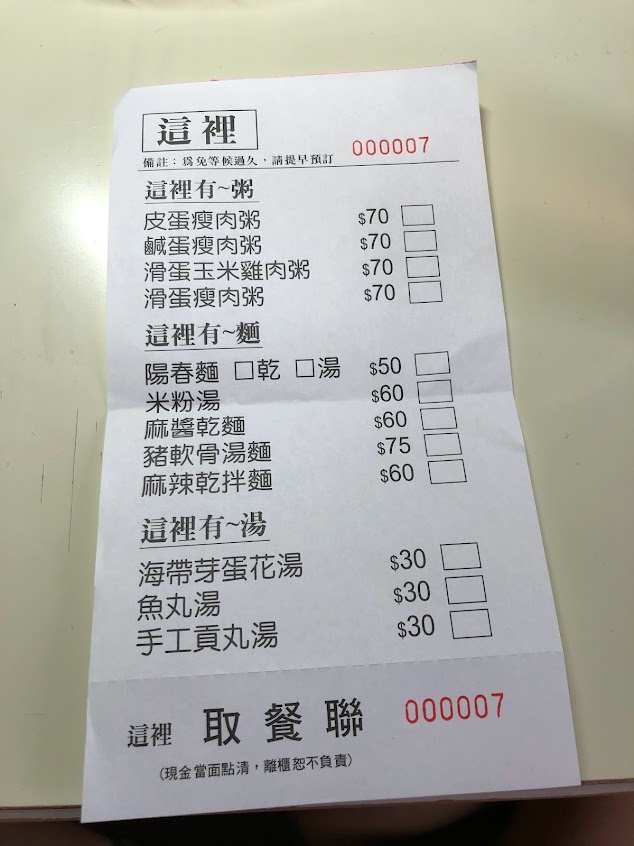 這裡
備註：爲免等候過久，請提早預訂 000007
這裡有~粥
皮蛋瘦肉粥 $70
鹹蛋瘦肉粥 $70
滑蛋玉米雞肉粥 $70
滑蛋瘦肉粥 $70
這裡有~麵
陽春麵 □乾 □湯 $50
米粉湯 $60
麻醬乾麵 $60
豬軟骨湯麵 $75
麻辣乾拌麵 $60
這裡有~湯
海帶芽蛋花湯 $30
魚丸湯 $30
手工貢丸湯 $30
這裡 取餐聯 000007
(現金當面點清，離櫃恕不負責)